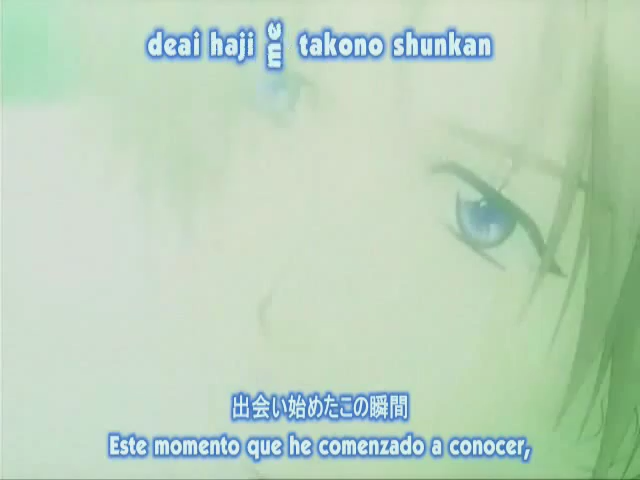 deai haji me takono shunkan
出会い始めたこの瞬間
Este momento que he comenzado a conocer,